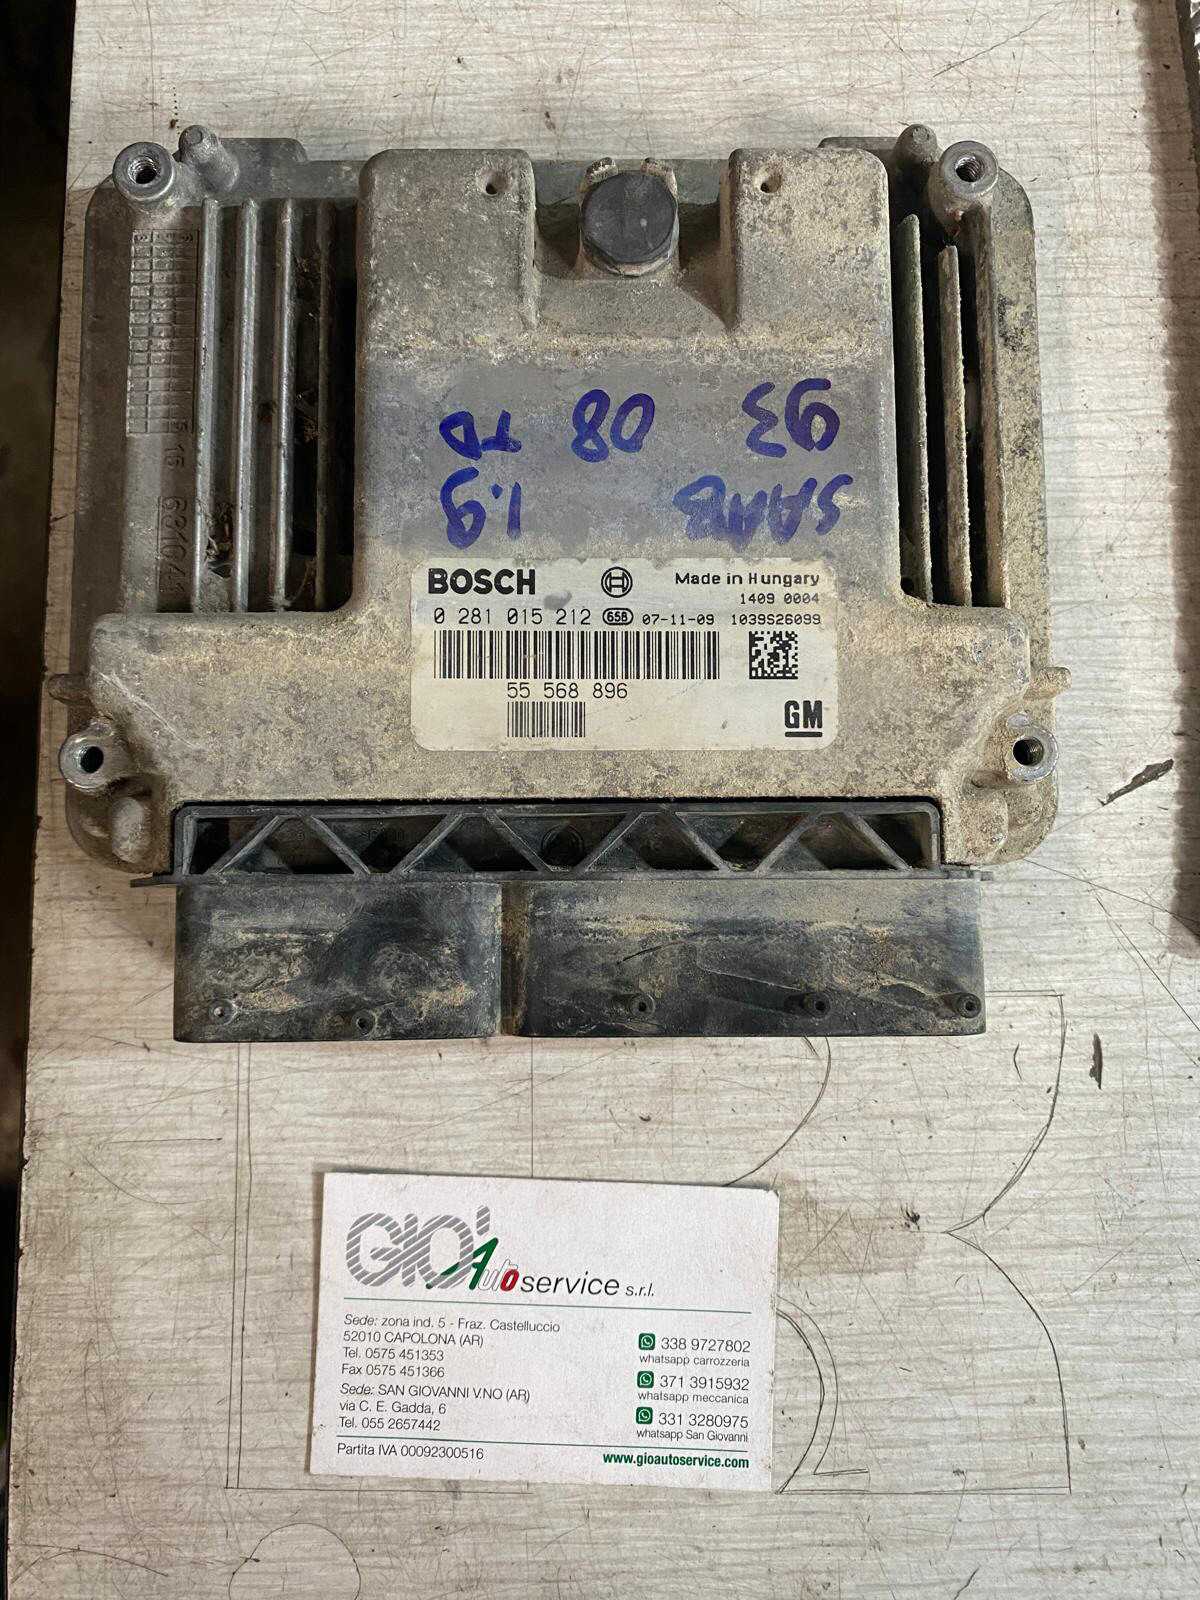 SAAB 1.9
93 08 TD
BOSCH
Made in Hungary
1409 0004
0 281 015 212 658 07-11-09 1039S26099
55 568 896
GM
15
GIO' Auto service s.r.l.
Sede: zona ind. 5 - Fraz. Castelluccio
52010 CAPOLONA (AR)
Tel. 0575 451353
Fax 0575 451366
Sede: SAN GIOVANNI V.NO (AR)
via C. E. Gadda, 6
Tel. 055 2657442
Partita IVA 00092300516
338 9727802
whatsapp carrozzeria
371 3915932
whatsapp meccanica
331 3280975
whatsapp San Giovanni
www.gioautoservice.com